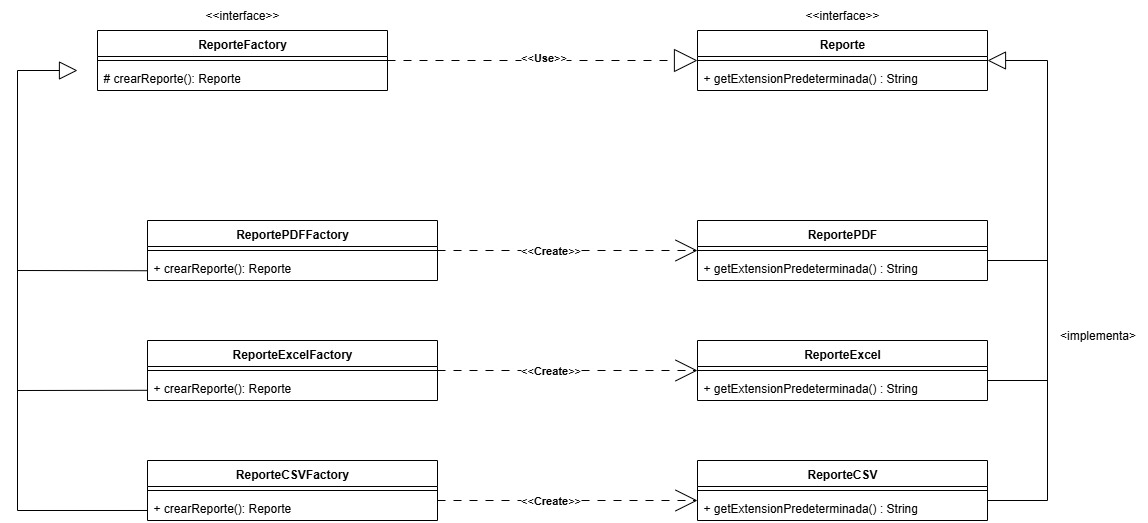 <<interface>>
<<interface>>
ReporteFactory
# crearReporte(): Reporte
<<Use>>
Reporte
+ getExtensionPredeterminada() : String
ReportePDFFactory
+ crearReporte(): Reporte
<<Create>>
ReportePDF
+ getExtensionPredeterminada() : String
<implementa>
ReporteExcelFactory
+ crearReporte(): Reporte
<<Create>>
ReporteExcel
+ getExtensionPredeterminada() : String
ReporteCSVFactory
+ crearReporte(): Reporte
<<Create>>
ReporteCSV
+ getExtensionPredeterminada() : String